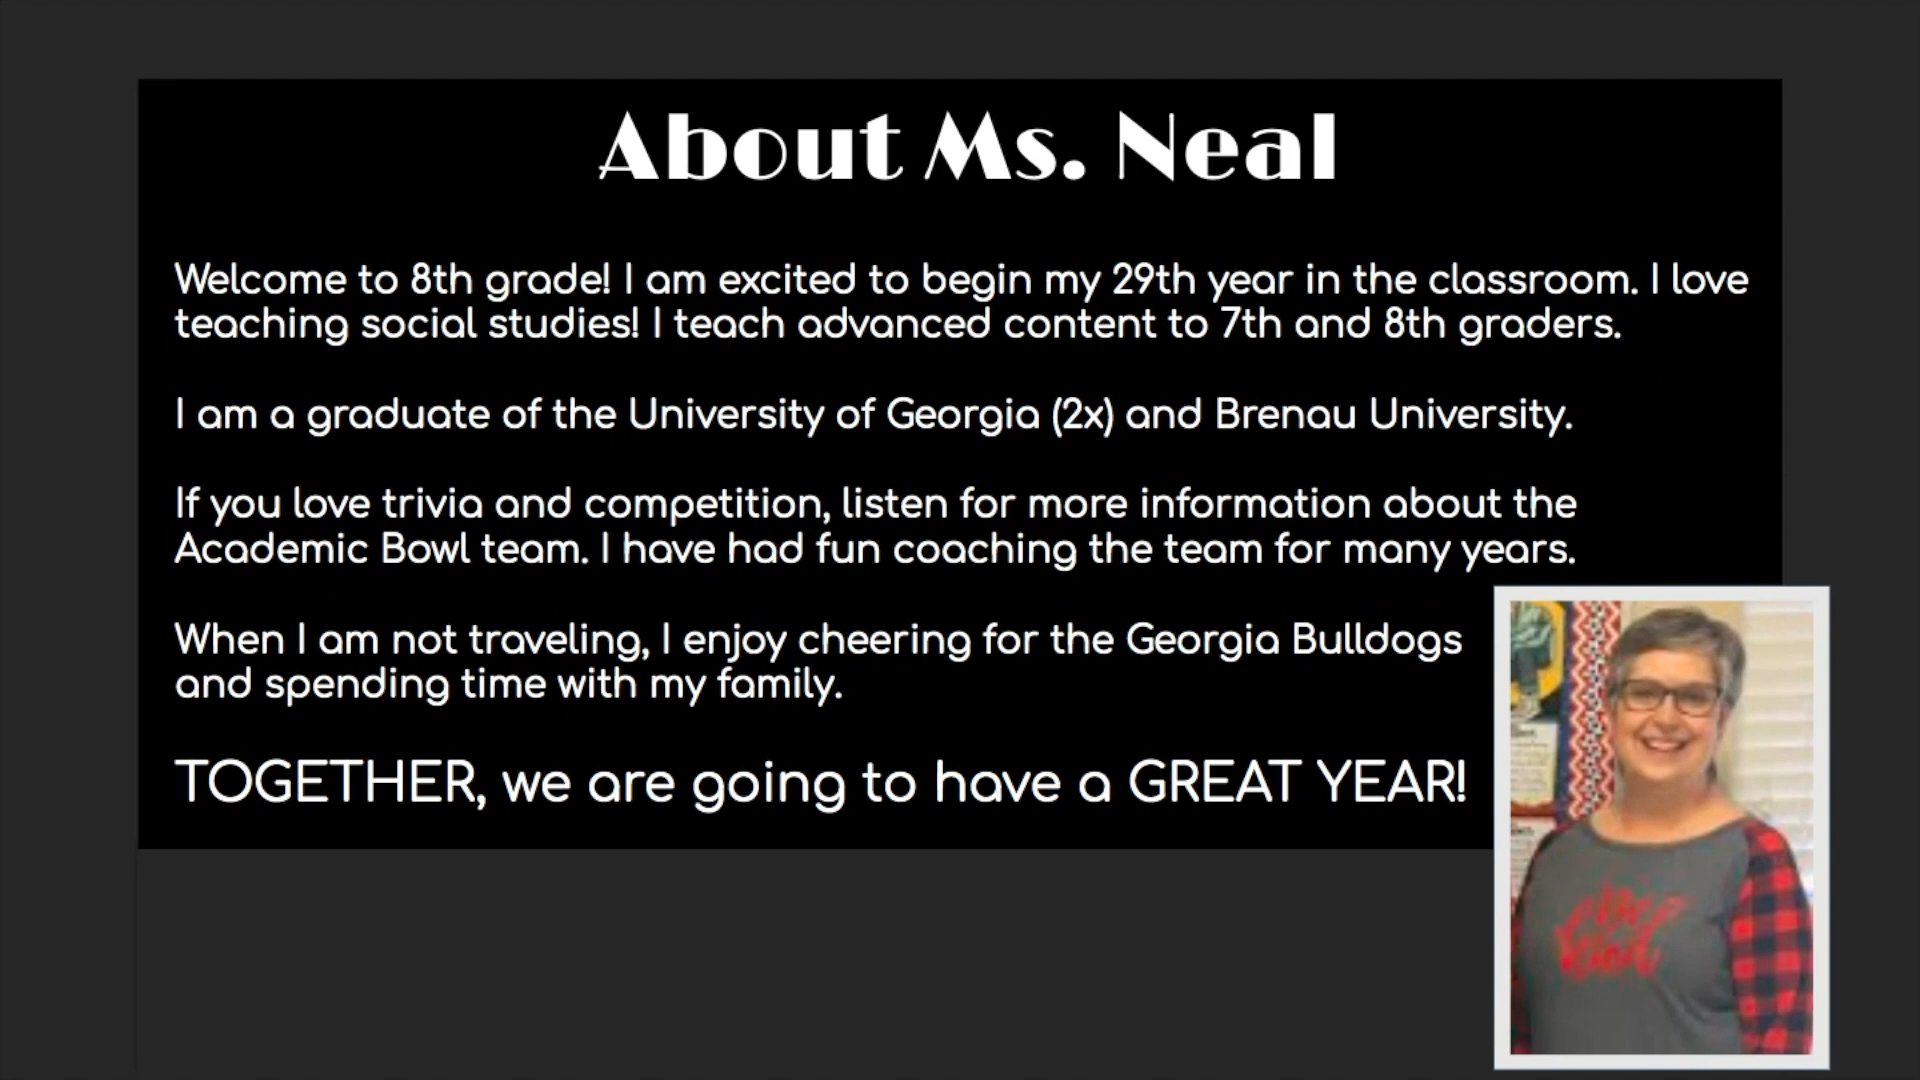 About Ms. Neal
Welcome to 8th grade! I am excited to begin my 29th year in the classroom. I love
teaching social studies! I teach advanced content to 7th and 8th graders.
I am a graduate of the University of Georgia (2x) and Brenau University.
If you love trivia and competition, listen for more information about the
Academic Bowl team. I have had fun coaching the team for many years.
When I am not traveling, I enjoy cheering for the Georgia Bulldogs
and spending time with my family.
TOGETHER, we are going to have a GREAT YEAR!
Be
kind